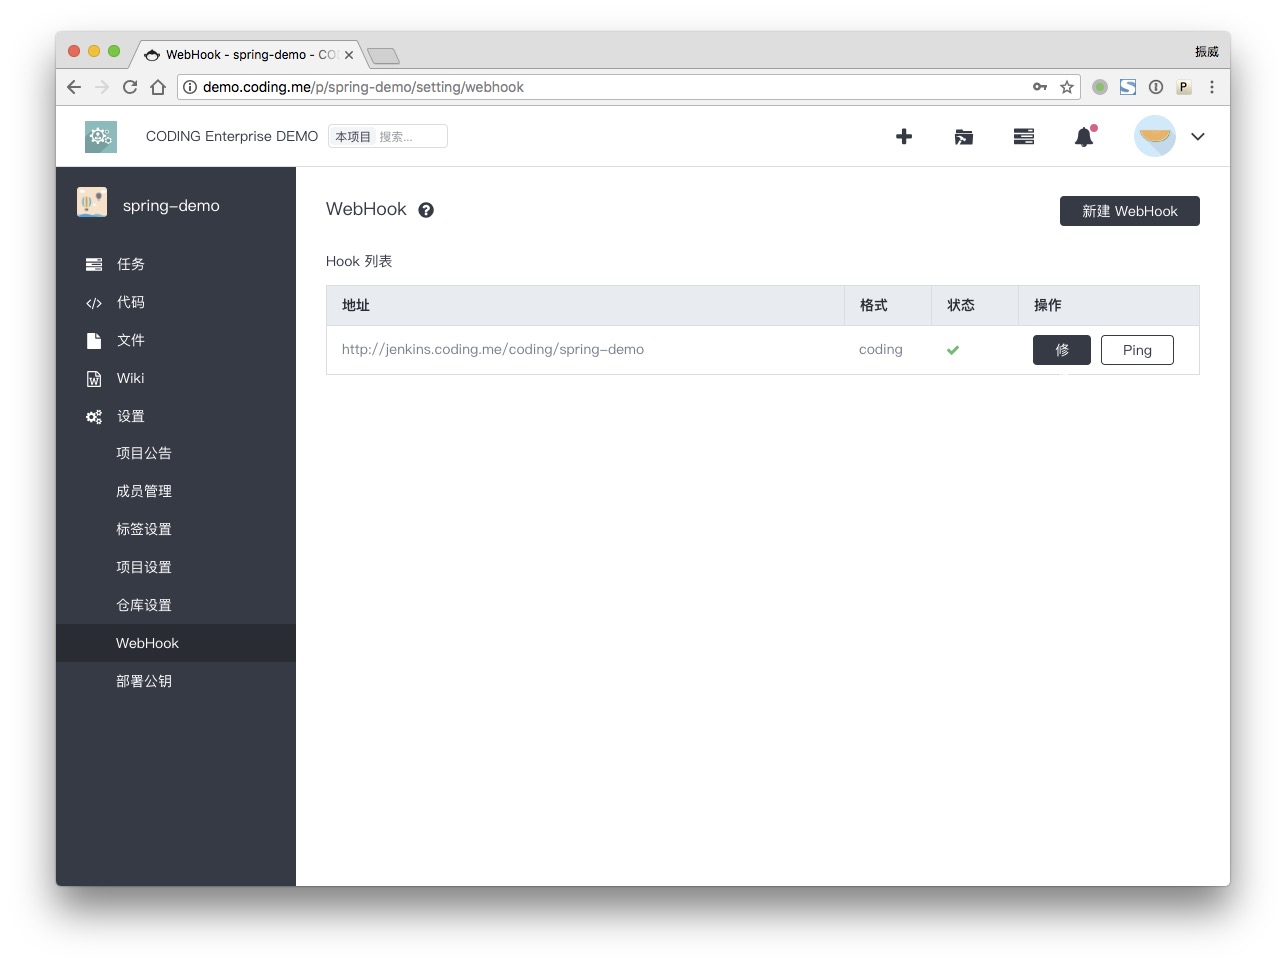 WebHook - spring-demo - CO
振威
demo.coding.me/p/spring-demo/setting/webhook
P
CODING Enterprise DEMO
本项目 搜索...
spring-demo
任务
代码
文件
Wiki
设置
项目公告
成员管理
标签设置
项目设置
仓库设置
WebHook
部署公钥
WebHook
新建 WebHook
Hook 列表
地址 格式 状态 操作
http://jenkins.coding.me/coding/spring-demo coding 修 Ping